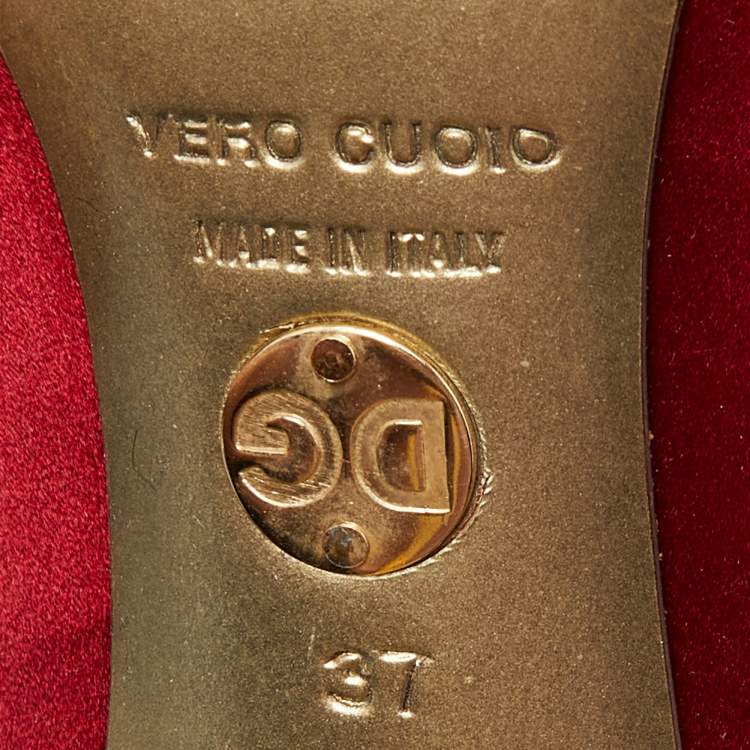 VERO CUOIO
MADE IN ITALY
DG
37